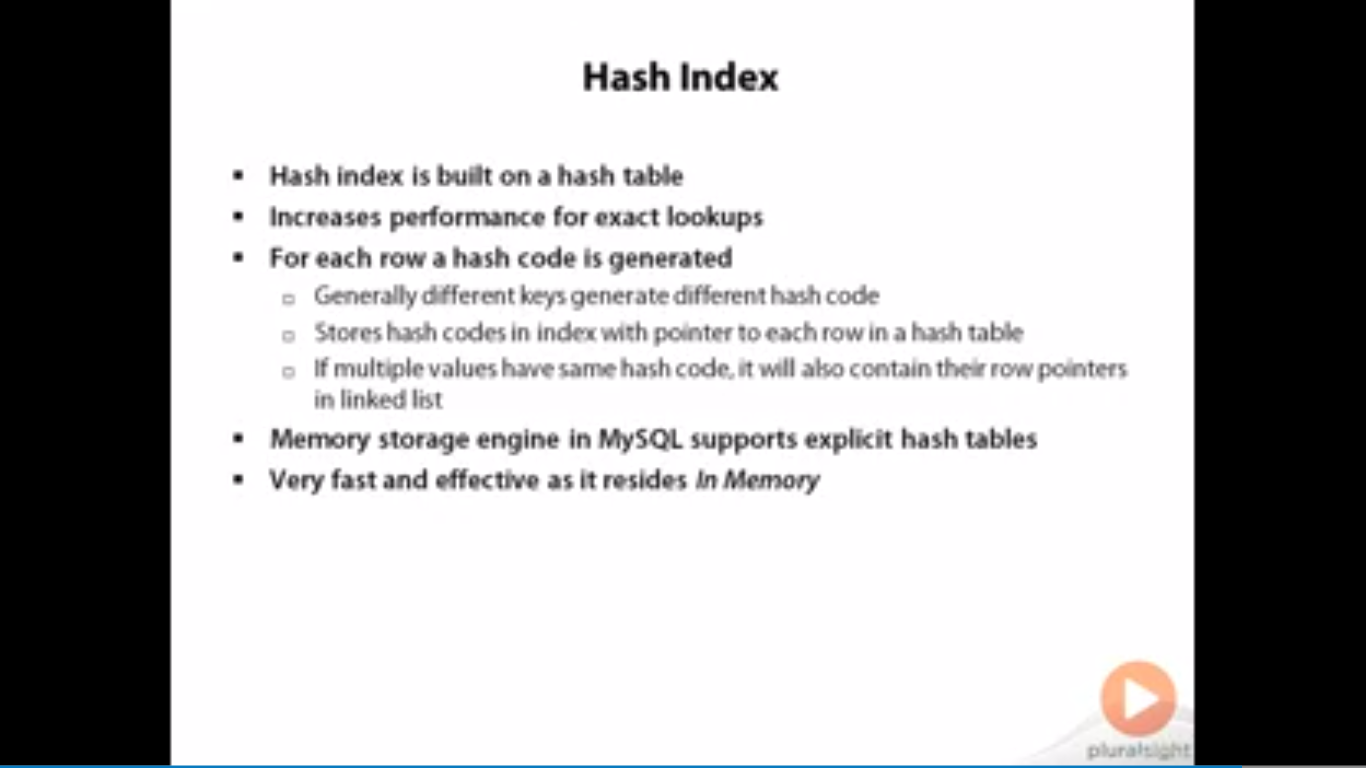 Hash Index
▪ Hash index is built on a hash table
▪ Increases performance for exact lookups
▪ For each row a hash code is generated
▫ Generally different keys generate different hash code
▫ Stores hash codes in index with pointer to each row in a hash table
▫ If multiple values have same hash code, it will also contain their row pointers
in linked list
▪ Memory storage engine in MySQL supports explicit hash tables
▪ Very fast and effective as it resides In Memory
pluralsight